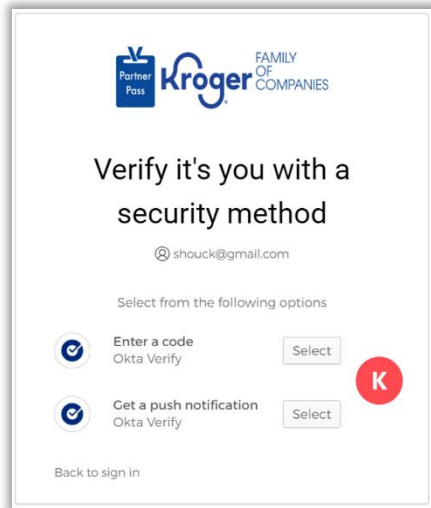 Partner
Pass
Kroger
FAMILY
OF
COMPANIES
Verify it's you with a
security method
shouck@gmail.com
Select from the following options
Enter a code
Okta Verify
Select
K
Get a push notification
Okta Verify
Select
Back to sign in